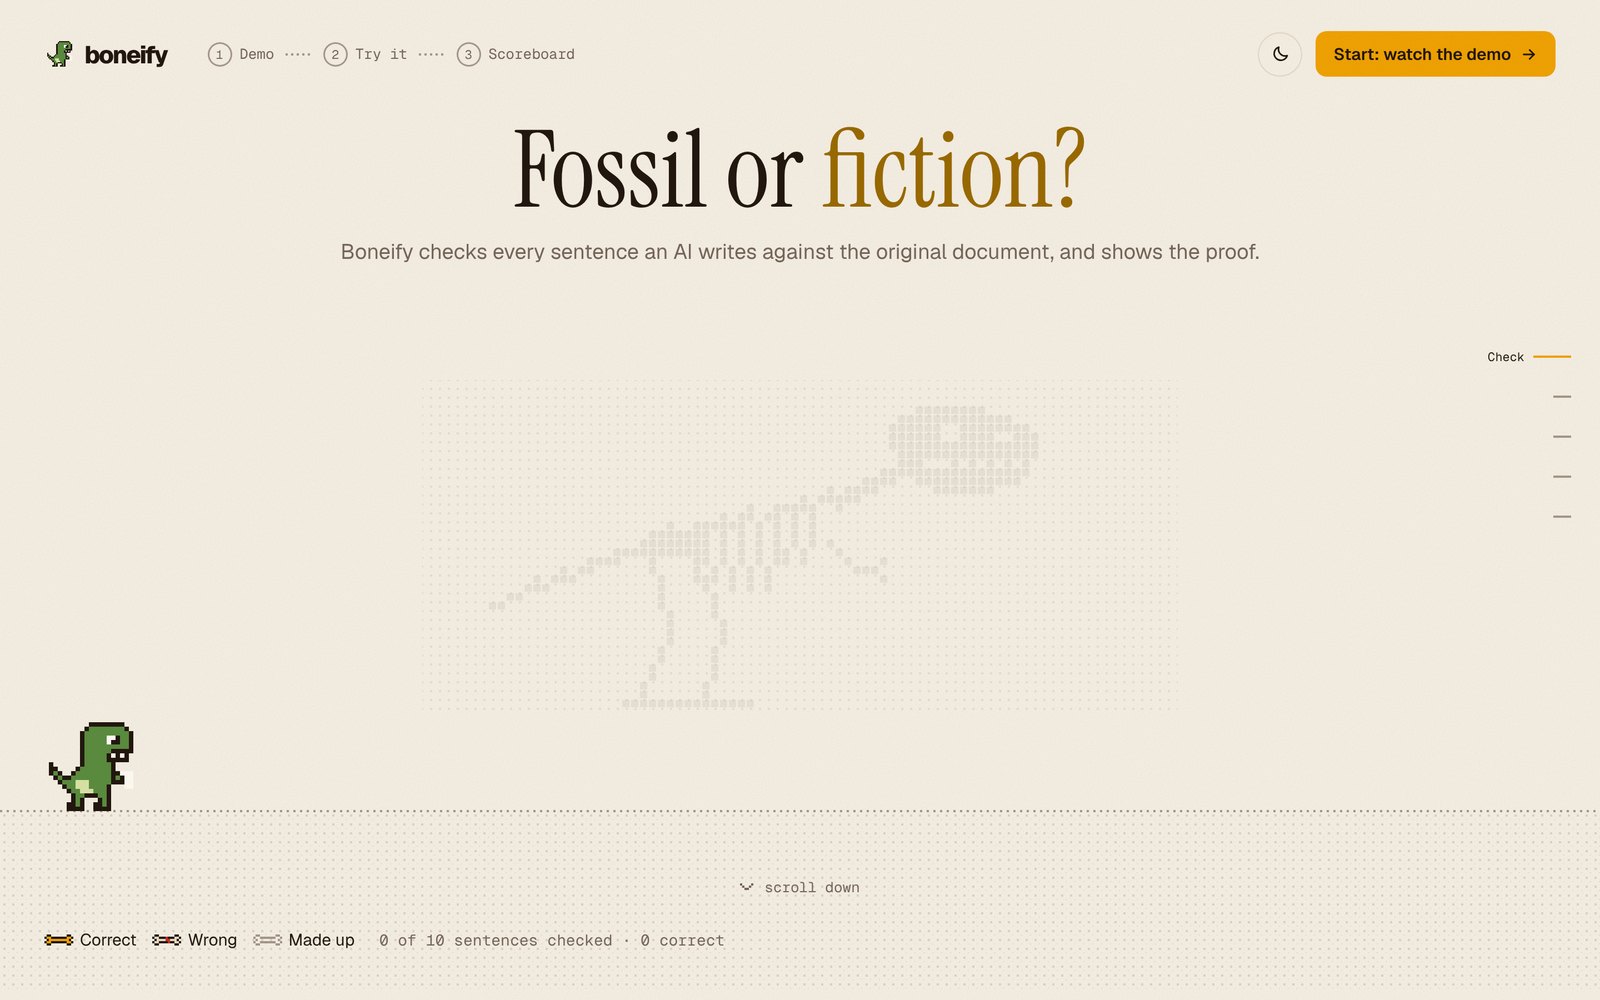 boneify
1 Demo
2 Try it
3 Scoreboard
Start: watch the demo →
Fossil or fiction?
Boneify checks every sentence an AI writes against the original document, and shows the proof.
Check
scroll down
Correct
Wrong
Made up
0 of 10 sentences checked · 0 correct